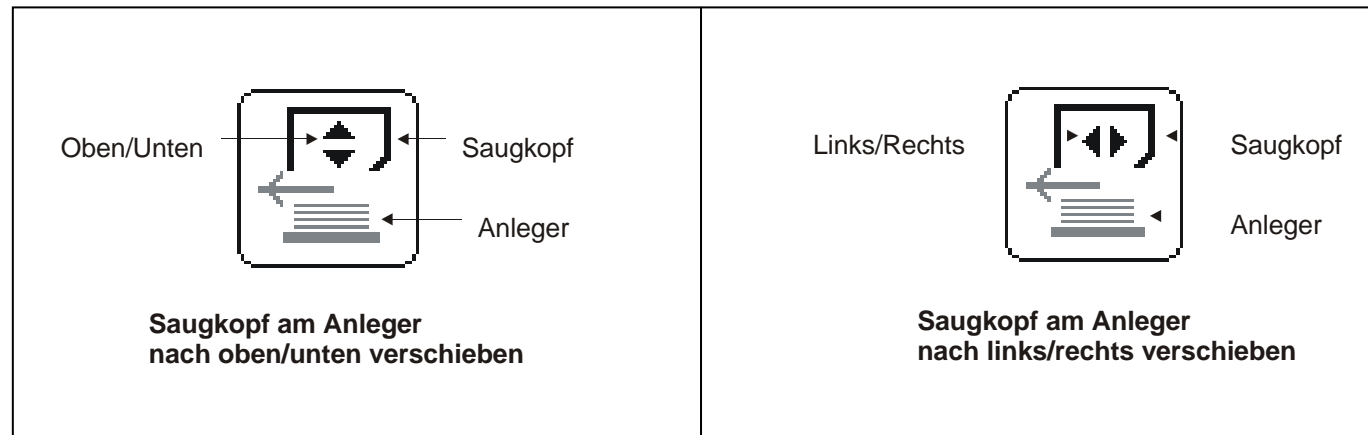 Oben/Unten
Saugkopf
Anleger
Saugkopf am Anleger
nach oben/unten verschieben
Links/Rechts
Saugkopf
Anleger
Saugkopf am Anleger
nach links/rechts verschieben